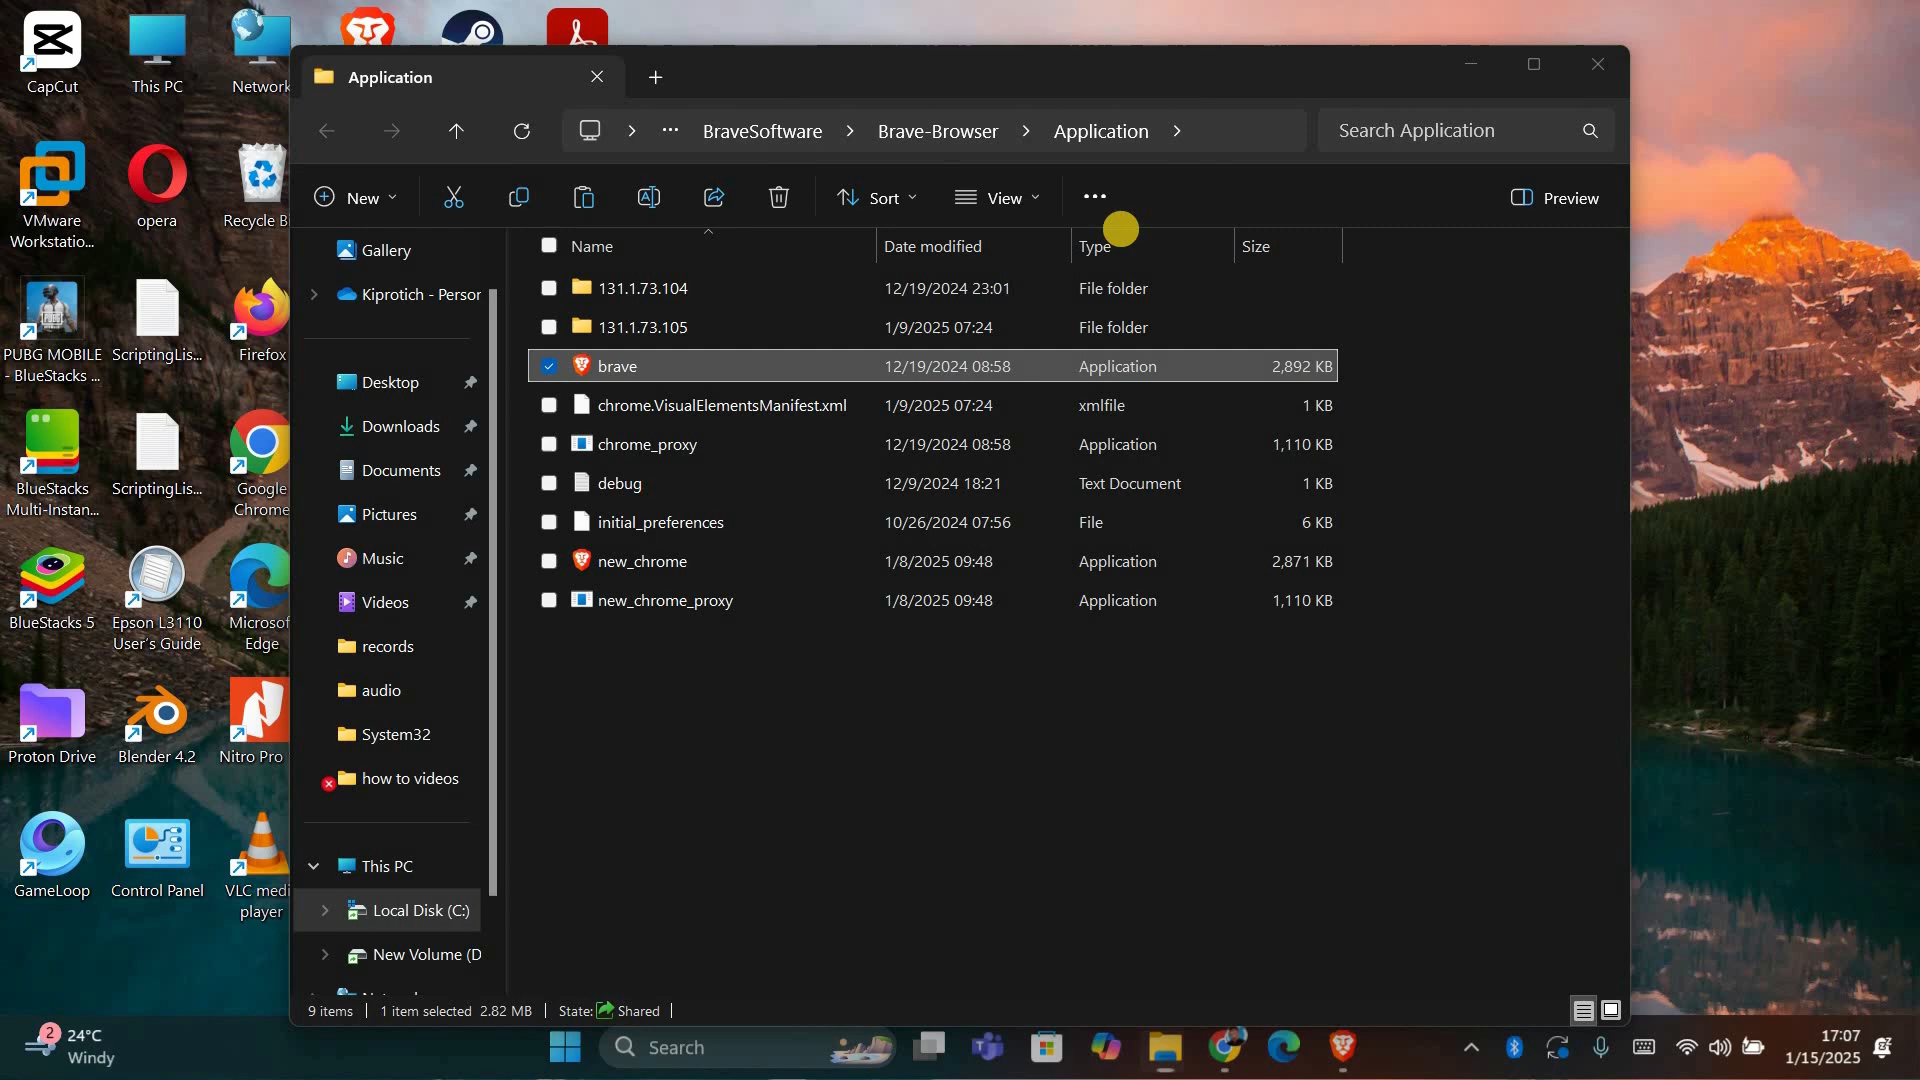 CapCut
This PC
Network
VMware
Workstatio...
opera
Recycle B
PUBG MOBILE
- BlueStacks ...
ScriptingLis...
Firefox
BlueStacks
Multi-Instan...
ScriptingLis...
Google
Chrome
BlueStacks 5
Epson L3110
User's Guide
Microsof
Edge
Proton Drive
Blender 4.2
Nitro Pro
GameLoop
Control Panel
VLC medi
player
Application
BraveSoftware
Brave-Browser
Application
Search Application
New
Sort
View
Preview
Gallery
Kiprotich - Persor
Desktop
Downloads
Documents
Pictures
Music
Videos
records
audio
System32
how to videos
This PC
Local Disk (C:)
New Volume (D
Name Date modified Type Size
131.1.73.104 12/19/2024 23:01 File folder
131.1.73.105 1/9/2025 07:24 File folder
brave 12/19/2024 08:58 Application 2,892 KB
chrome.VisualElementsManifest.xml 1/9/2025 07:24 xmlfile 1 KB
chrome_proxy 12/19/2024 08:58 Application 1,110 KB
debug 12/9/2024 18:21 Text Document 1 KB
initial_preferences 10/26/2024 07:56 File 6 KB
new_chrome 1/8/2025 09:48 Application 2,871 KB
new_chrome_proxy 1/8/2025 09:48 Application 1,110 KB
9 items 1 item selected 2.82 MB State: Shared
2
24°C
Windy
Search
17:07
1/15/2025